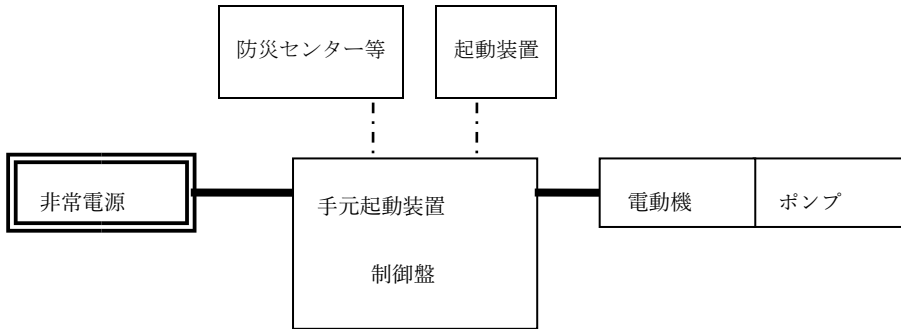 防災センター等
起動装置
非常電源
手元起動装置
制御盤
電動機
ポンプ